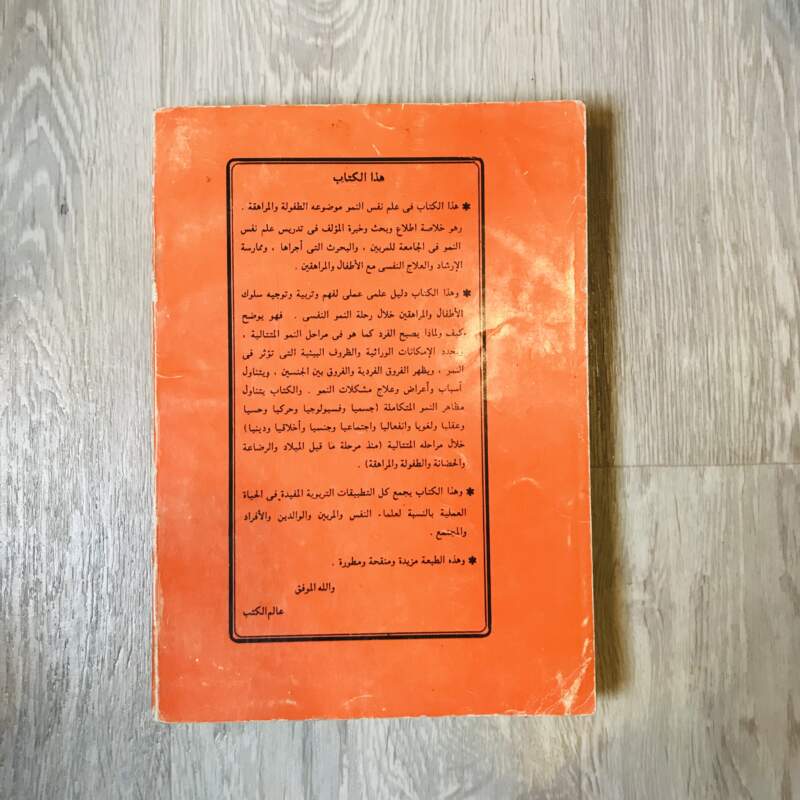 هذا الكتاب
✱ هذا الكتاب فى علم نفس النمو موضوعه الطفولة والمراهقة .
وهو خلاصة اطلاع وبحث وخبرة المؤلف فى تدريس علم نفس
النمو فى الجامعة للمربين ، والبحوث التى أجراها ، وممارسة
الإرشاد والعلاج النفسى مع الأطفال والمراهقين .
✱ وهذا الكتاب دليل علمى عملى لفهم وتربية وتوجيه سلوك
الأطفال والمراهقين خلال رحلة النمو النفسى . فهو يوضح
كيف ولماذا يصبح الفرد كما هو فى مراحل النمو المتتالية ،
ويحدد الإمكانات الوراثية والظروف البيئية التى تؤثر فى
النمو ، ويظهر الفروق الفردية والفروق بين الجنسين ، ويتناول
أسباب وأعراض وعلاج مشكلات النمو . والكتاب يتناول
مظاهر النمو المتكاملة (جسميا وفسيولوجيا وحركيا وحسيا
وعقليا ولغويا وانفعاليا واجتماعيا وجنسيا وأخلاقيا ودينيا)
خلال مراحله المتتالية (منذ مرحلة ما قبل الميلاد والرضاعة
والحضانة والطفولة والمراهقة) .
✱ وهذا الكتاب يجمع كل التطبيقات التربوية المفيدة فى الحياة
العملية بالنسبة لعلماء النفس والمربين والوالدين والأفراد
والمجتمع .
✱ وهذه الطبعة مزيدة ومنقحة ومطورة .
والله الموفق
عالم الكتب